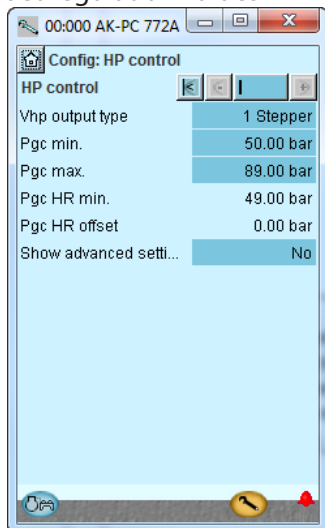 00:000 AK-PC 772A
Config: HP control
HP control
Vhp output type 1 Stepper
Pgc min. 50.00 bar
Pgc max. 89.00 bar
Pgc HR min. 49.00 bar
Pgc HR offset 0.00 bar
Show advanced setti... No